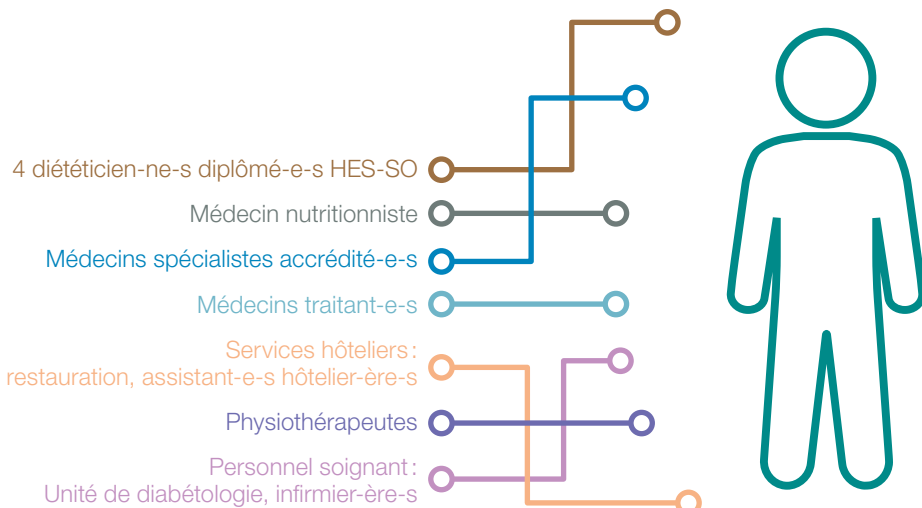 4 diététicien-ne-s diplômé-e-s HES-SO
Médecin nutritionniste
Médecins spécialistes accrédité-e-s
Médecins traitant-e-s
Services hôteliers :
restauration, assistant-e-s hôtelier-ère-s
Physiothérapeutes
Personnel soignant :
Unité de diabétologie, infirmier-ère-s